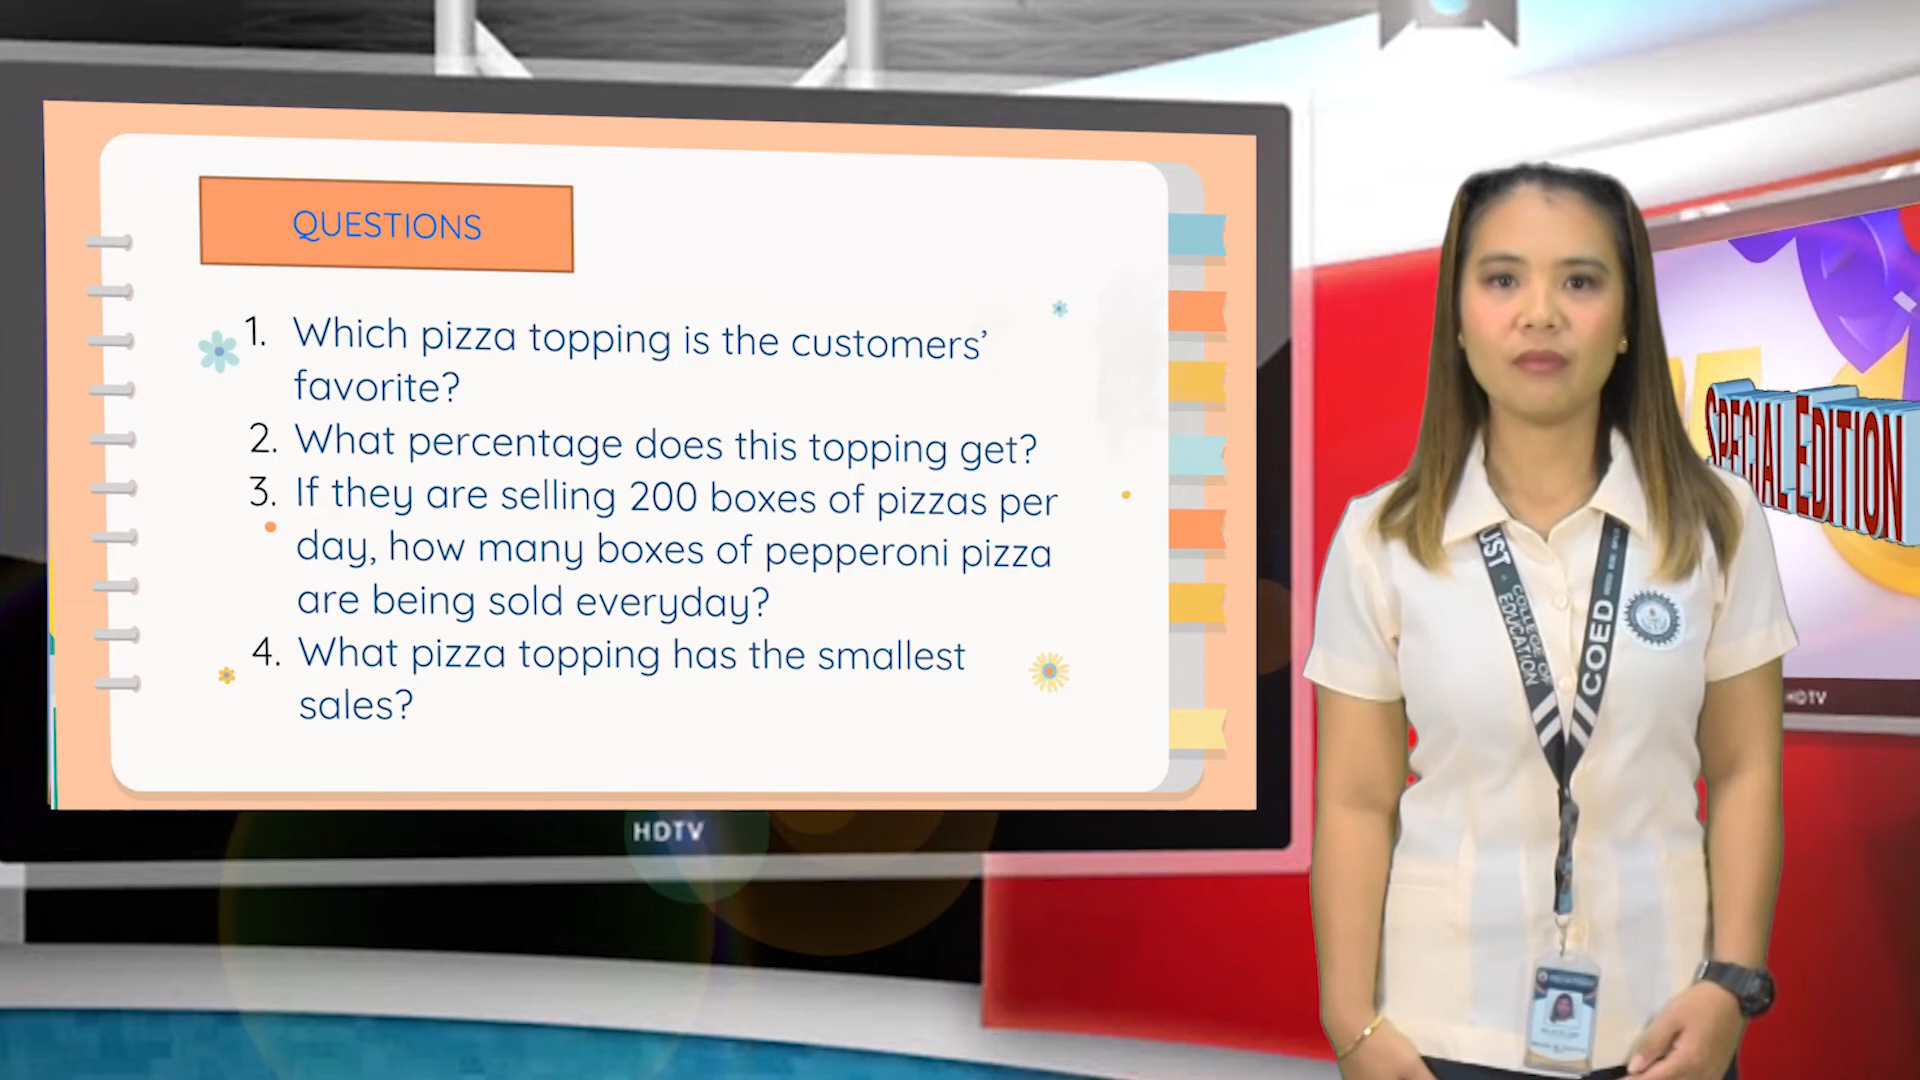 QUESTIONS
1. Which pizza topping is the customers’
favorite?
2. What percentage does this topping get?
3. If they are selling 200 boxes of pizzas per
day, how many boxes of pepperoni pizza
are being sold everyday?
4. What pizza topping has the smallest
sales?
HDTV
SPECIAL EDITION
HDTV
UST
COLLEGE OF
EDUCATION
COED